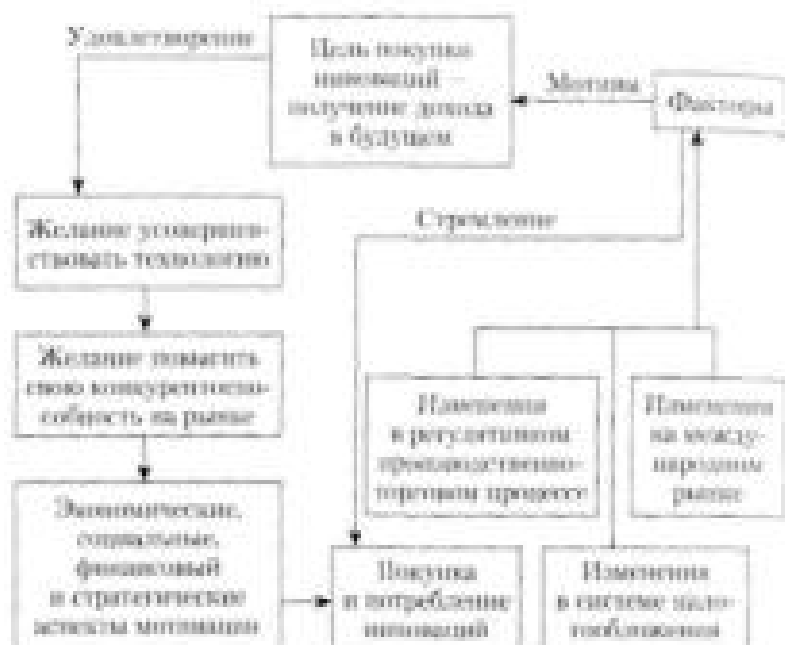 Удовлетворение
Цель покупки
инноваций –
получение дохода
в будущем
Мотивы
Факторы
Стремление
Желание усовершен-
ствовать технологию
Желание повысить
свою конкурентоспо-
собность на рынке
Экономические,
социальные,
финансовый
и стратегические
аспекты мотивации
Покупка
и потребление
инноваций
Изменения
в регулятивном
производственно-
торговом процессе
Изменения
на между-
народном
рынке
Изменения
в системе нало-
гообложения